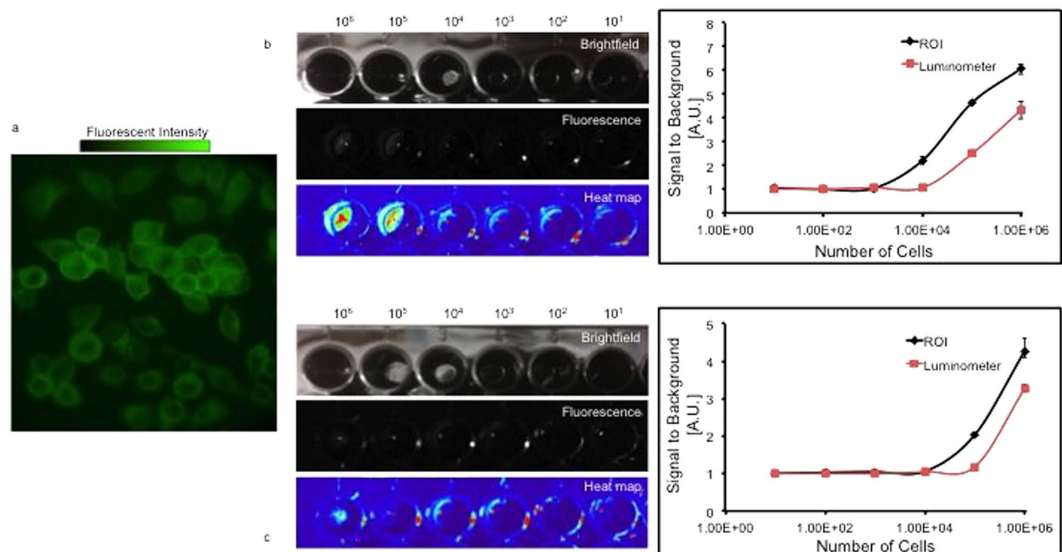 a
Fluorescent Intensity
b
10⁶ 10⁵ 10⁴ 10³ 10² 10¹
Brightfield
Fluorescence
Heat map
Signal to Background
[A.U.]
8
7
6
5
4
3
2
1
0
ROI
Luminometer
1.00E+00 1.00E+02 1.00E+04 1.00E+06
Number of Cells
c
10⁶ 10⁵ 10⁴ 10³ 10² 10¹
Brightfield
Fluorescence
Heat map
Signal to Background
[A.U.]
5
4
3
2
1
0
ROI
Luminometer
1.00E+00 1.00E+02 1.00E+04 1.00E+06
Number of Cells